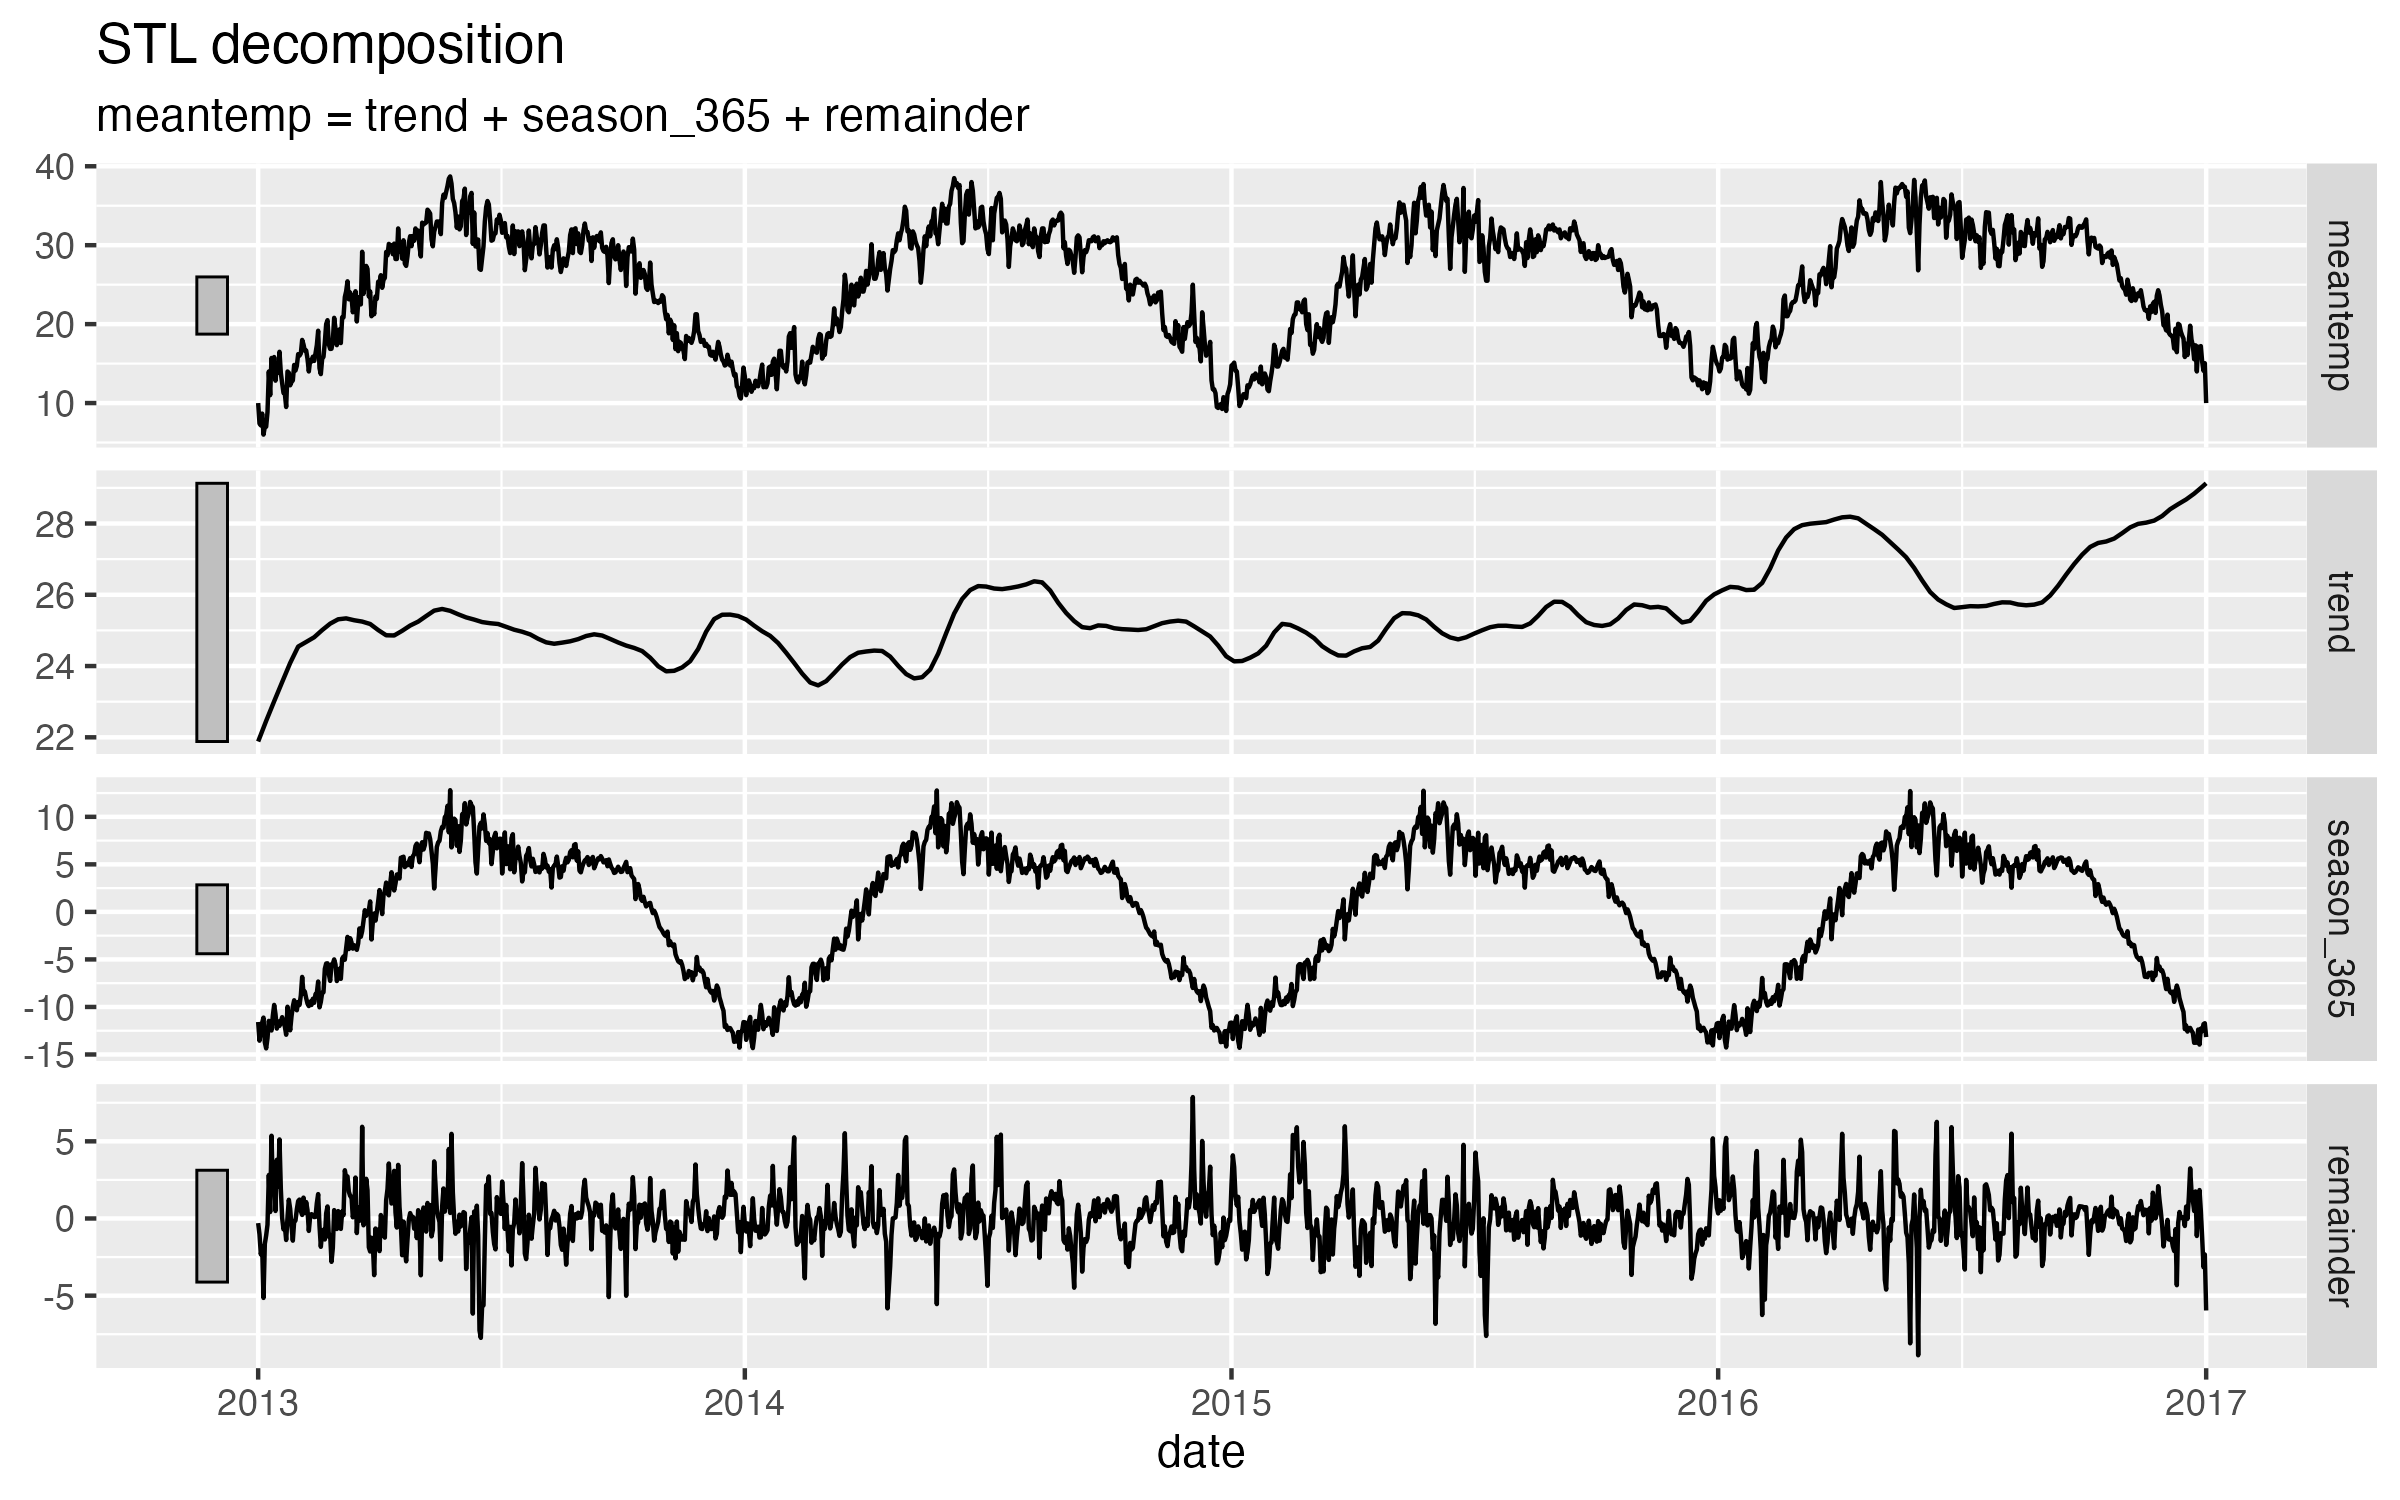 STL decomposition
meantemp = trend + season_365 + remainder
40
30
20
10
meantemp
28
26
24
22
trend
10
5
0
-5
-10
-15
season_365
5
0
-5
remainder
2013 2014 2015 2016 2017
date